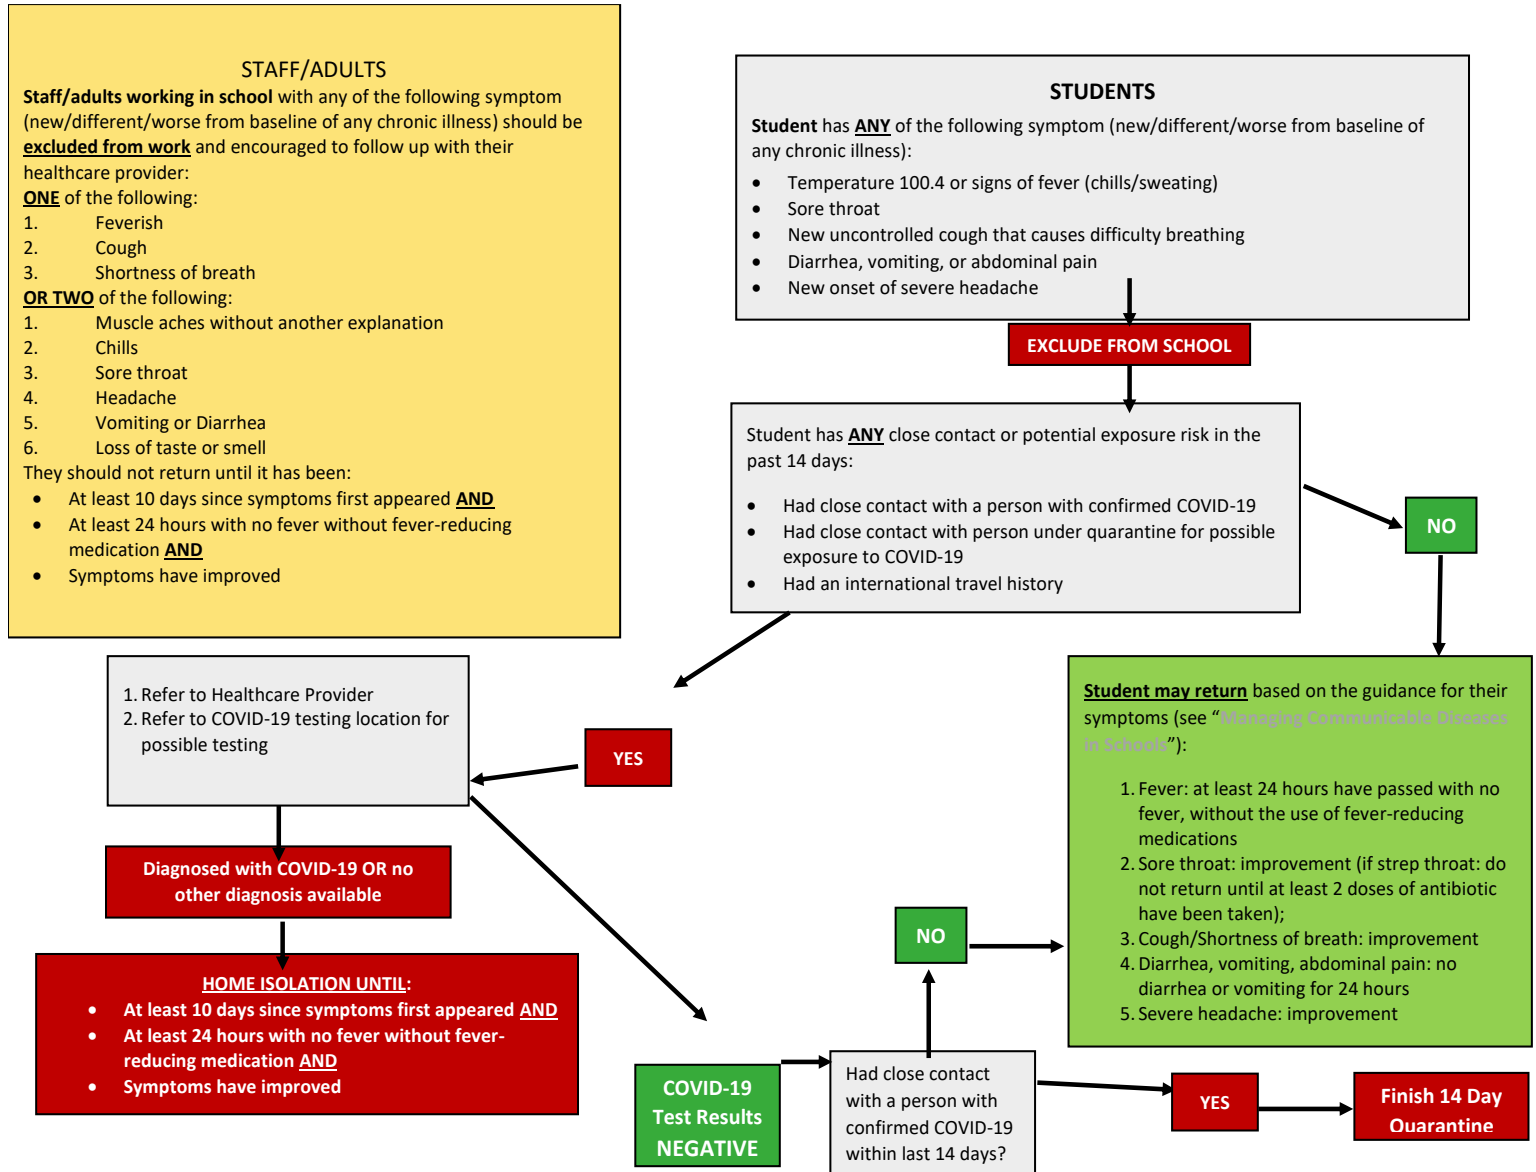 STAFF/ADULTS
Staff/adults working in school with any of the following symptom
(new/different/worse from baseline of any chronic illness) should be
excluded from work and encouraged to follow up with their
healthcare provider:
ONE of the following:
1. Feverish
2. Cough
3. Shortness of breath
OR TWO of the following:
1. Muscle aches without another explanation
2. Chills
3. Sore throat
4. Headache
5. Vomiting or Diarrhea
6. Loss of taste or smell
They should not return until it has been:
• At least 10 days since symptoms first appeared AND
• At least 24 hours with no fever without fever-reducing
medication AND
• Symptoms have improved
STUDENTS
Student has ANY of the following symptom (new/different/worse from baseline of
any chronic illness):
• Temperature 100.4 or signs of fever (chills/sweating)
• Sore throat
• New uncontrolled cough that causes difficulty breathing
• Diarrhea, vomiting, or abdominal pain
• New onset of severe headache
EXCLUDE FROM SCHOOL
Student has ANY close contact or potential exposure risk in the
past 14 days:
• Had close contact with a person with confirmed COVID-19
• Had close contact with person under quarantine for possible
exposure to COVID-19
• Had an international travel history
NO
1. Refer to Healthcare Provider
2. Refer to COVID-19 testing location for
possible testing
YES
Student may return based on the guidance for their
symptoms (see “Managing Communicable Diseases
in Schools”):
1. Fever: at least 24 hours have passed with no
fever, without the use of fever-reducing
medications
2. Sore throat: improvement (if strep throat: do
not return until at least 2 doses of antibiotic
have been taken);
3. Cough/Shortness of breath: improvement
4. Diarrhea, vomiting, abdominal pain: no
diarrhea or vomiting for 24 hours
5. Severe headache: improvement
Diagnosed with COVID-19 OR no
other diagnosis available
HOME ISOLATION UNTIL:
• At least 10 days since symptoms first appeared AND
• At least 24 hours with no fever without fever-
reducing medication AND
• Symptoms have improved
NO
COVID-19
Test Results
NEGATIVE
Had close contact
with a person with
confirmed COVID-19
within last 14 days?
YES
Finish 14 Day
Quarantine